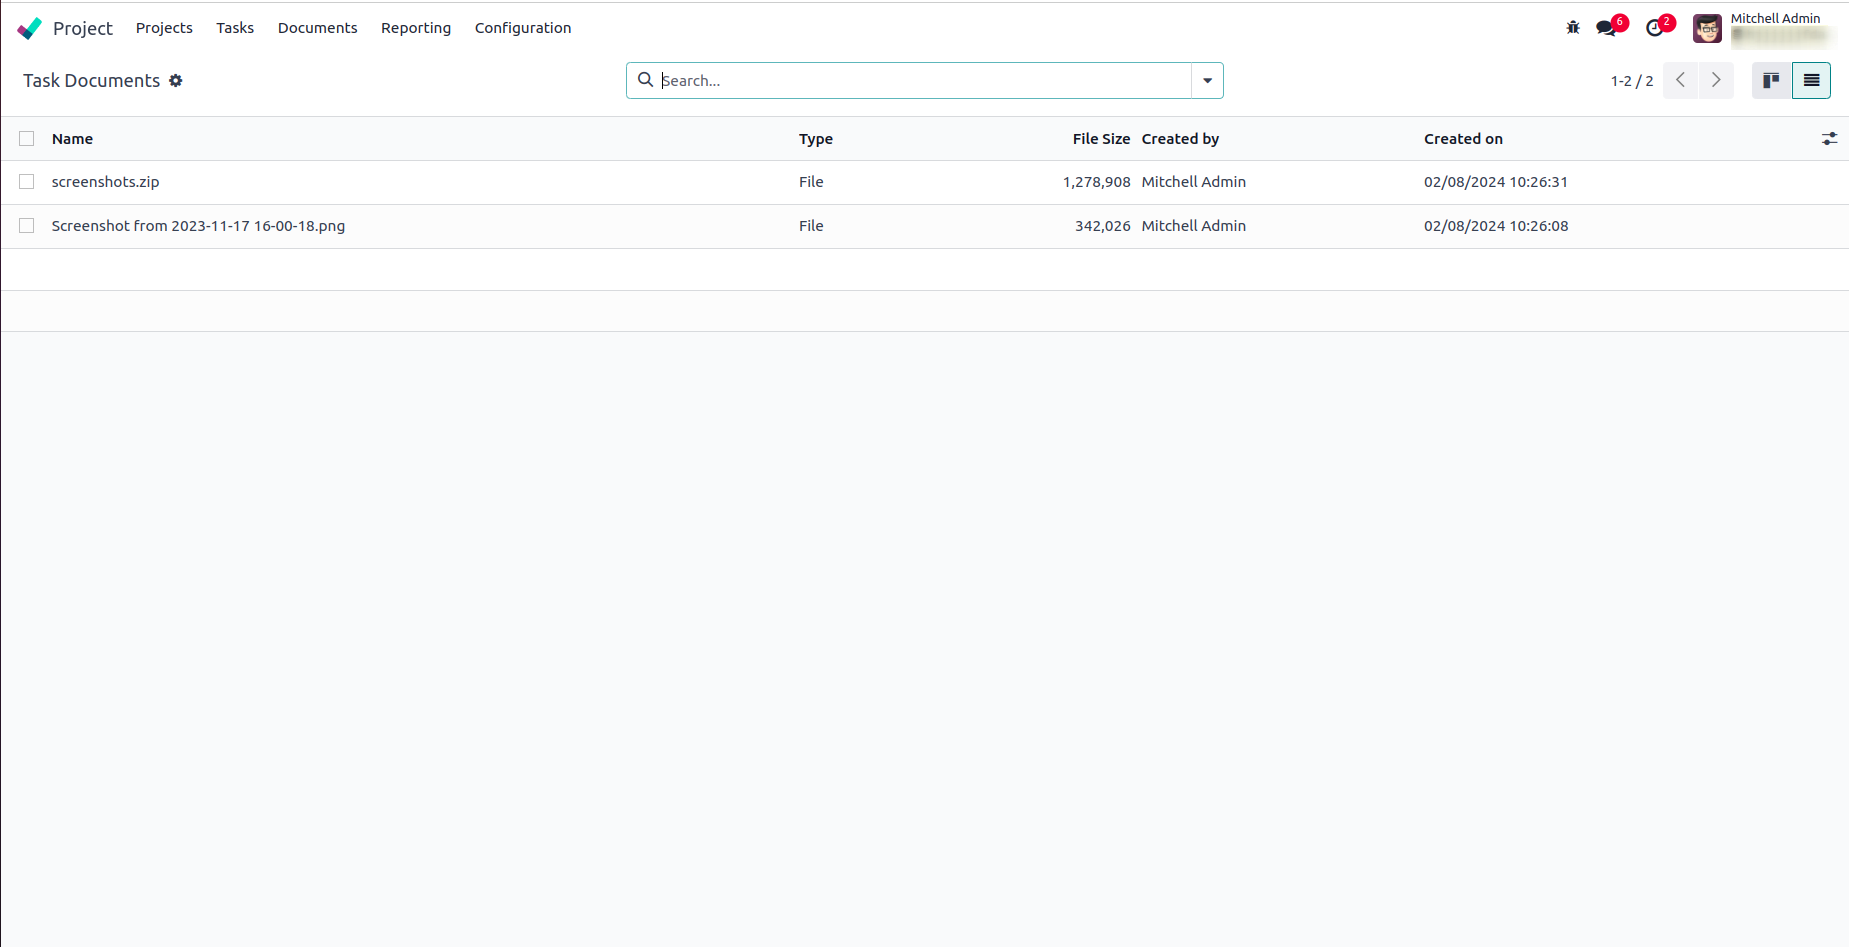 Project Projects Tasks Documents Reporting Configuration 6 2 Mitchell Admin
Task Documents Search... 1-2 / 2
Name Type File Size Created by Created on
screenshots.zip File 1,278,908 Mitchell Admin 02/08/2024 10:26:31
Screenshot from 2023-11-17 16-00-18.png File 342,026 Mitchell Admin 02/08/2024 10:26:08